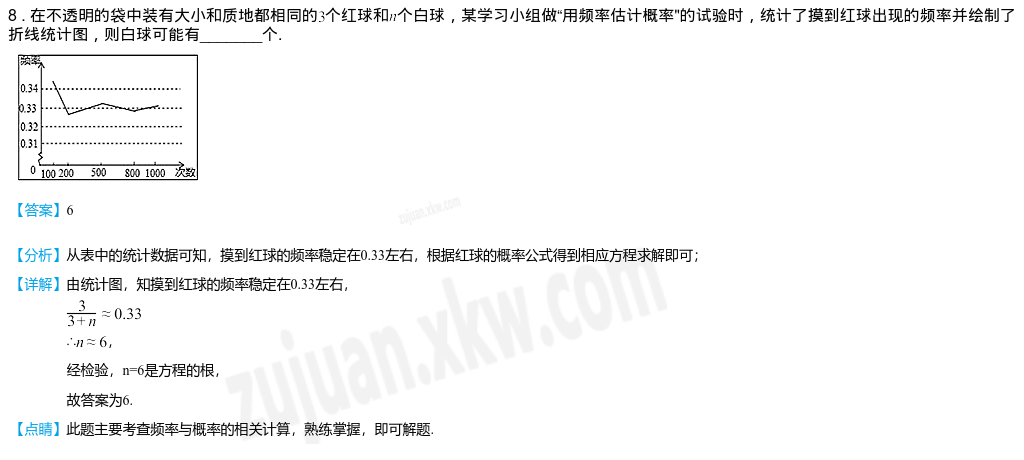 8．在不透明的袋中装有大小和质地都相同的3个红球和n个白球，某学习小组做“用频率估计概率”的试验时，统计了摸到红球出现的频率并绘制了
折线统计图，则白球可能有________个．
频率
0.34
0.33
0.32
0.31
0 100 200 500 800 1000 次数
【答案】6
zujuan.xkw.com
【分析】从表中的统计数据可知，摸到红球的频率稳定在0.33左右，根据红球的概率公式得到相应方程求解即可；
【详解】由统计图，知摸到红球的频率稳定在0.33左右，
3/(3+n) ≈ 0.33
∴n ≈ 6，
经检验，n=6是方程的根，
故答案为6.
【点睛】此题主要考查频率与概率的相关计算，熟练掌握，即可解题.
zujuan.xkw.com